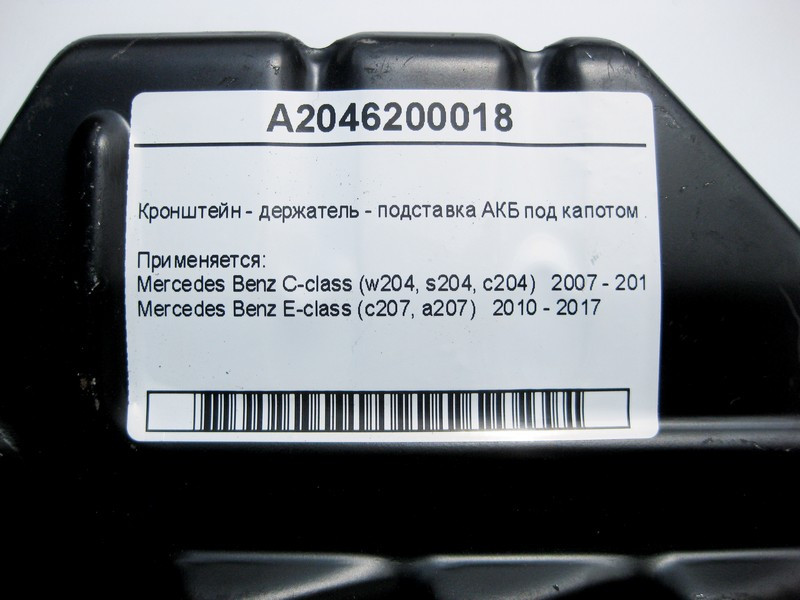 A2046200018
Кронштейн - держатель - подставка АКБ под капотом
Применяется:
Mercedes Benz C-class (w204, s204, c204) 2007 - 201
Mercedes Benz E-class (c207, a207) 2010 - 2017